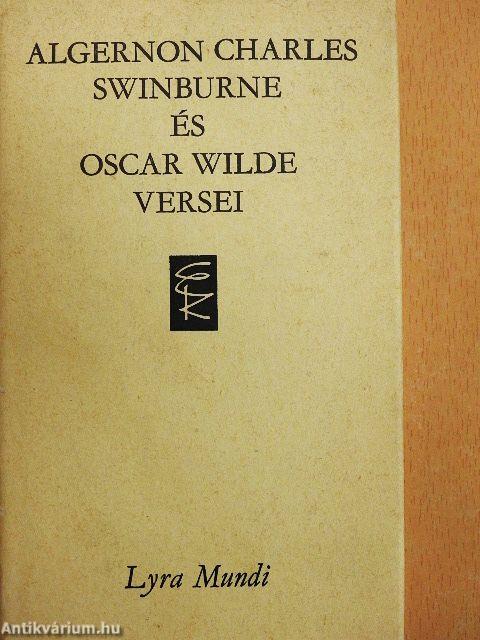 ALGERNON CHARLES
SWINBURNE
ÉS
OSCAR WILDE
VERSEI
Lyra Mundi
Antikvárium.hu